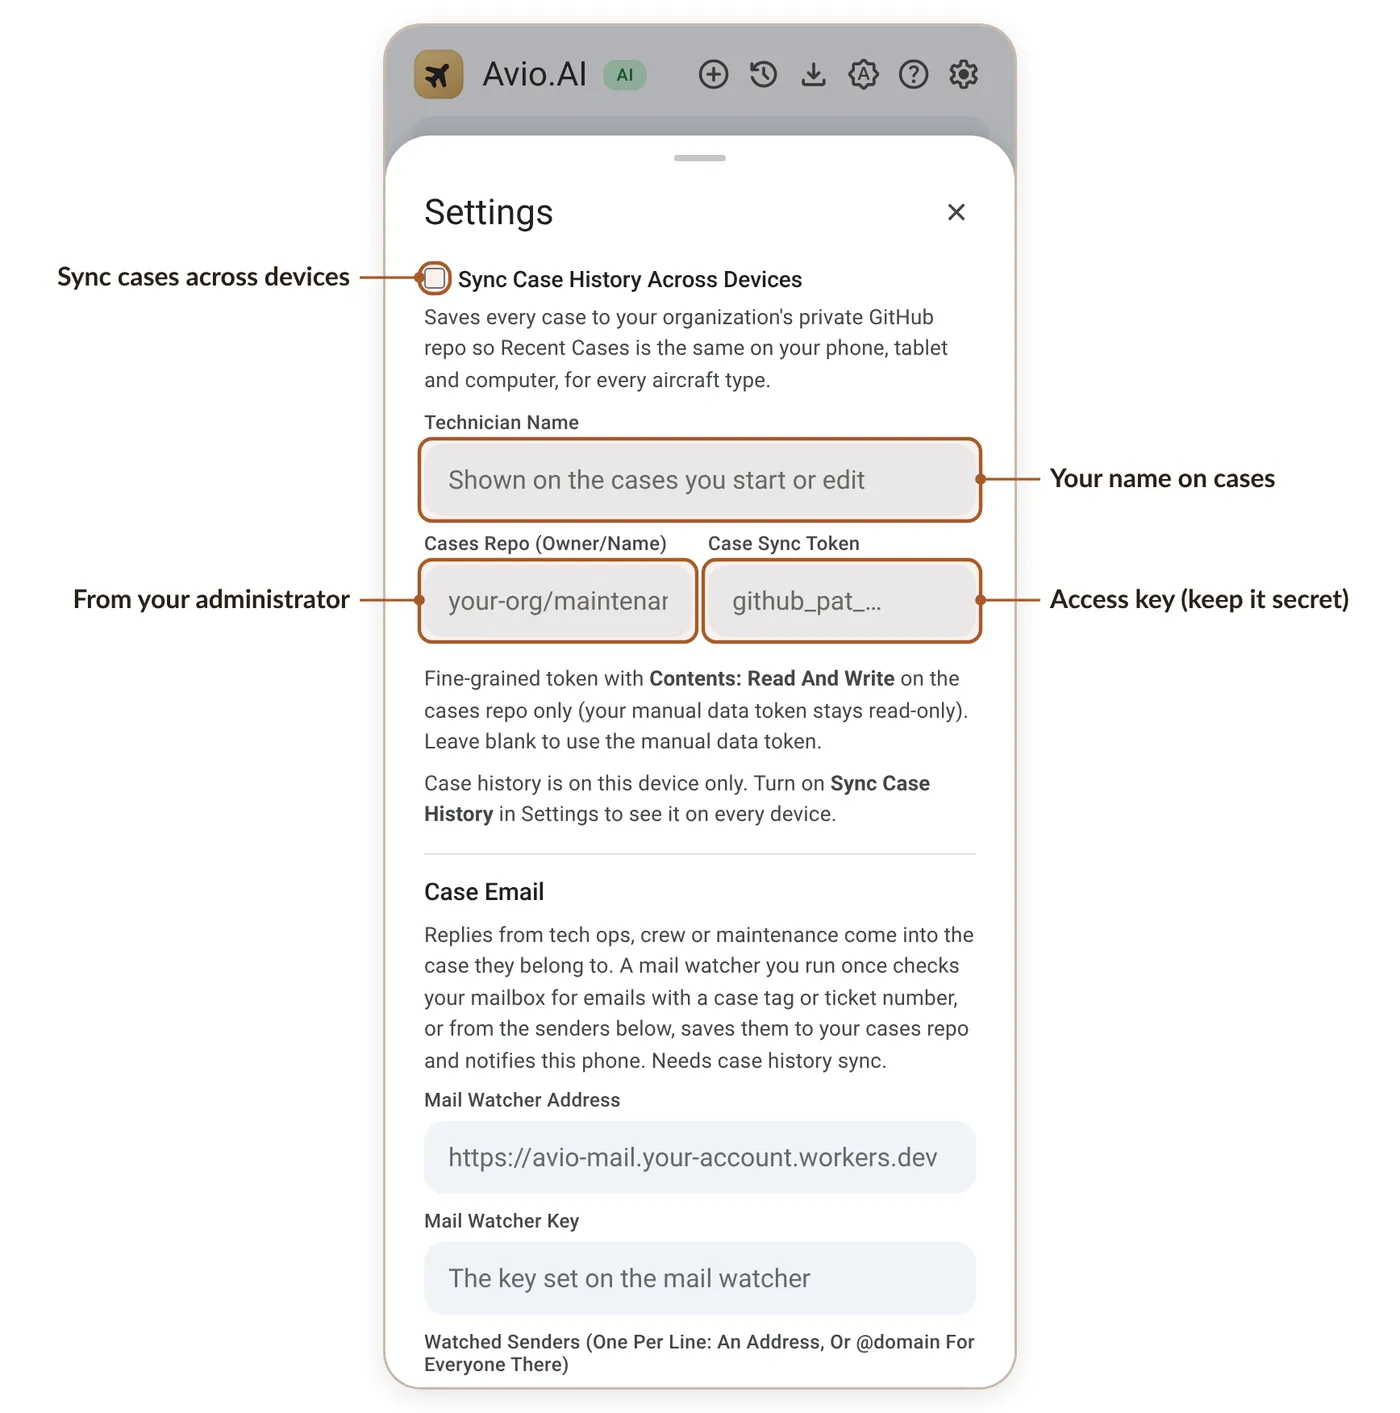 Avio.AI AI
Settings
Sync cases across devices
Sync Case History Across Devices
Saves every case to your organization's private GitHub
repo so Recent Cases is the same on your phone, tablet
and computer, for every aircraft type.
Technician Name
Shown on the cases you start or edit
Your name on cases
Cases Repo (Owner/Name) Case Sync Token
From your administrator
your-org/maintenar
github_pat_...
Access key (keep it secret)
Fine-grained token with Contents: Read And Write on the
cases repo only (your manual data token stays read-only).
Leave blank to use the manual data token.
Case history is on this device only. Turn on Sync Case
History in Settings to see it on every device.
Case Email
Replies from tech ops, crew or maintenance come into the
case they belong to. A mail watcher you run once checks
your mailbox for emails with a case tag or ticket number,
or from the senders below, saves them to your cases repo
and notifies this phone. Needs case history sync.
Mail Watcher Address
https://avio-mail.your-account.workers.dev
Mail Watcher Key
The key set on the mail watcher
Watched Senders (One Per Line: An Address, Or @domain For
Everyone There)